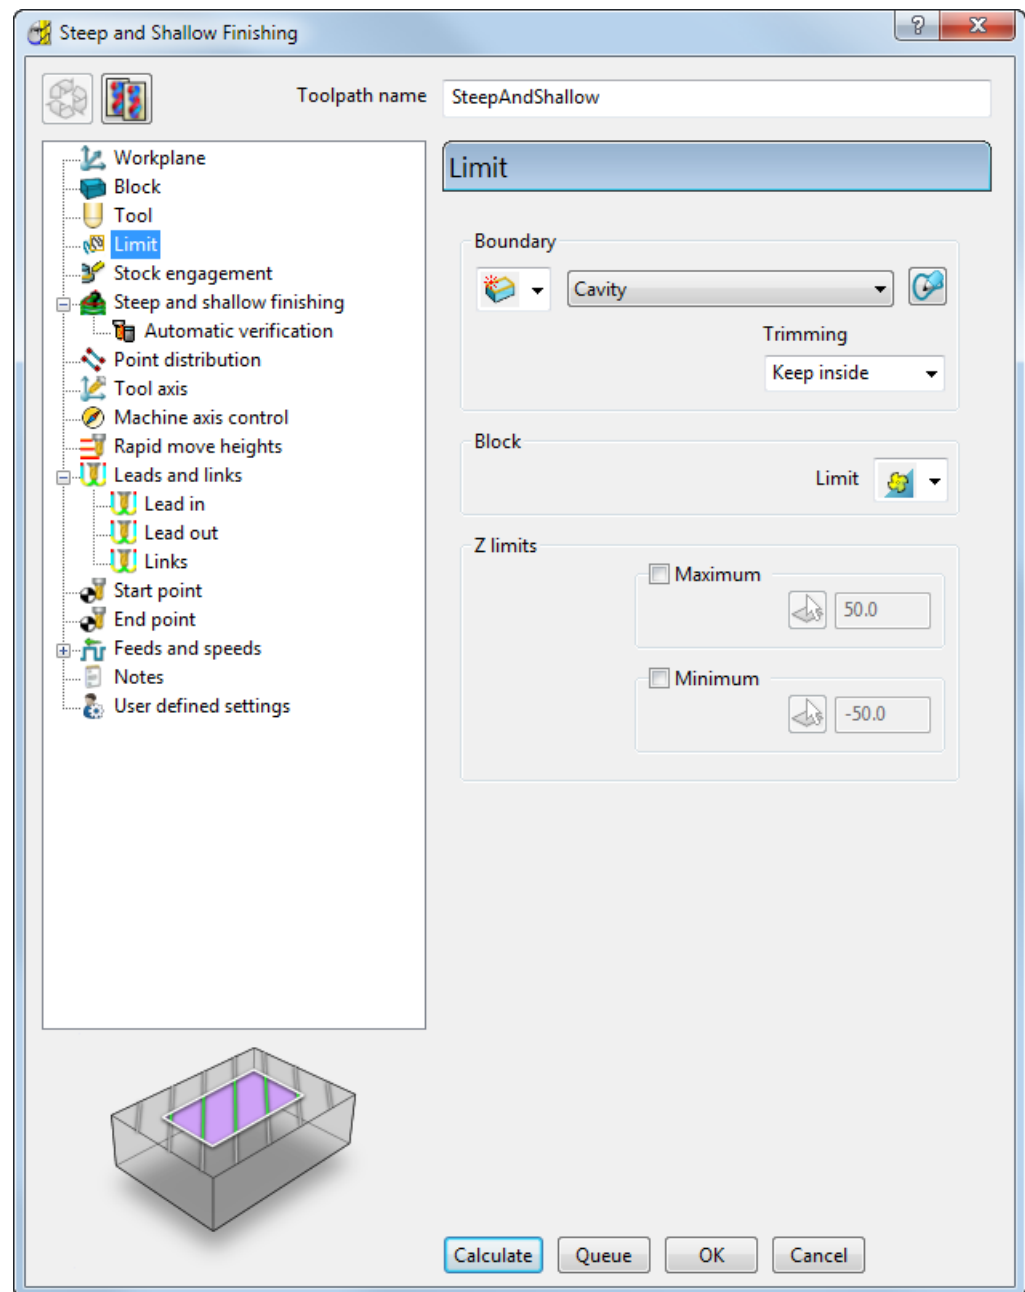 Steep and Shallow Finishing
?
Toolpath name SteepAndShallow
Workplane
Block
Tool
Limit
Stock engagement
Steep and shallow finishing
Automatic verification
Point distribution
Tool axis
Machine axis control
Rapid move heights
Leads and links
Lead in
Lead out
Links
Start point
End point
Feeds and speeds
Notes
User defined settings
Limit
Boundary
Cavity
Trimming
Keep inside
Block
Limit
Z limits
Maximum
50.0
Minimum
-50.0
Calculate Queue OK Cancel